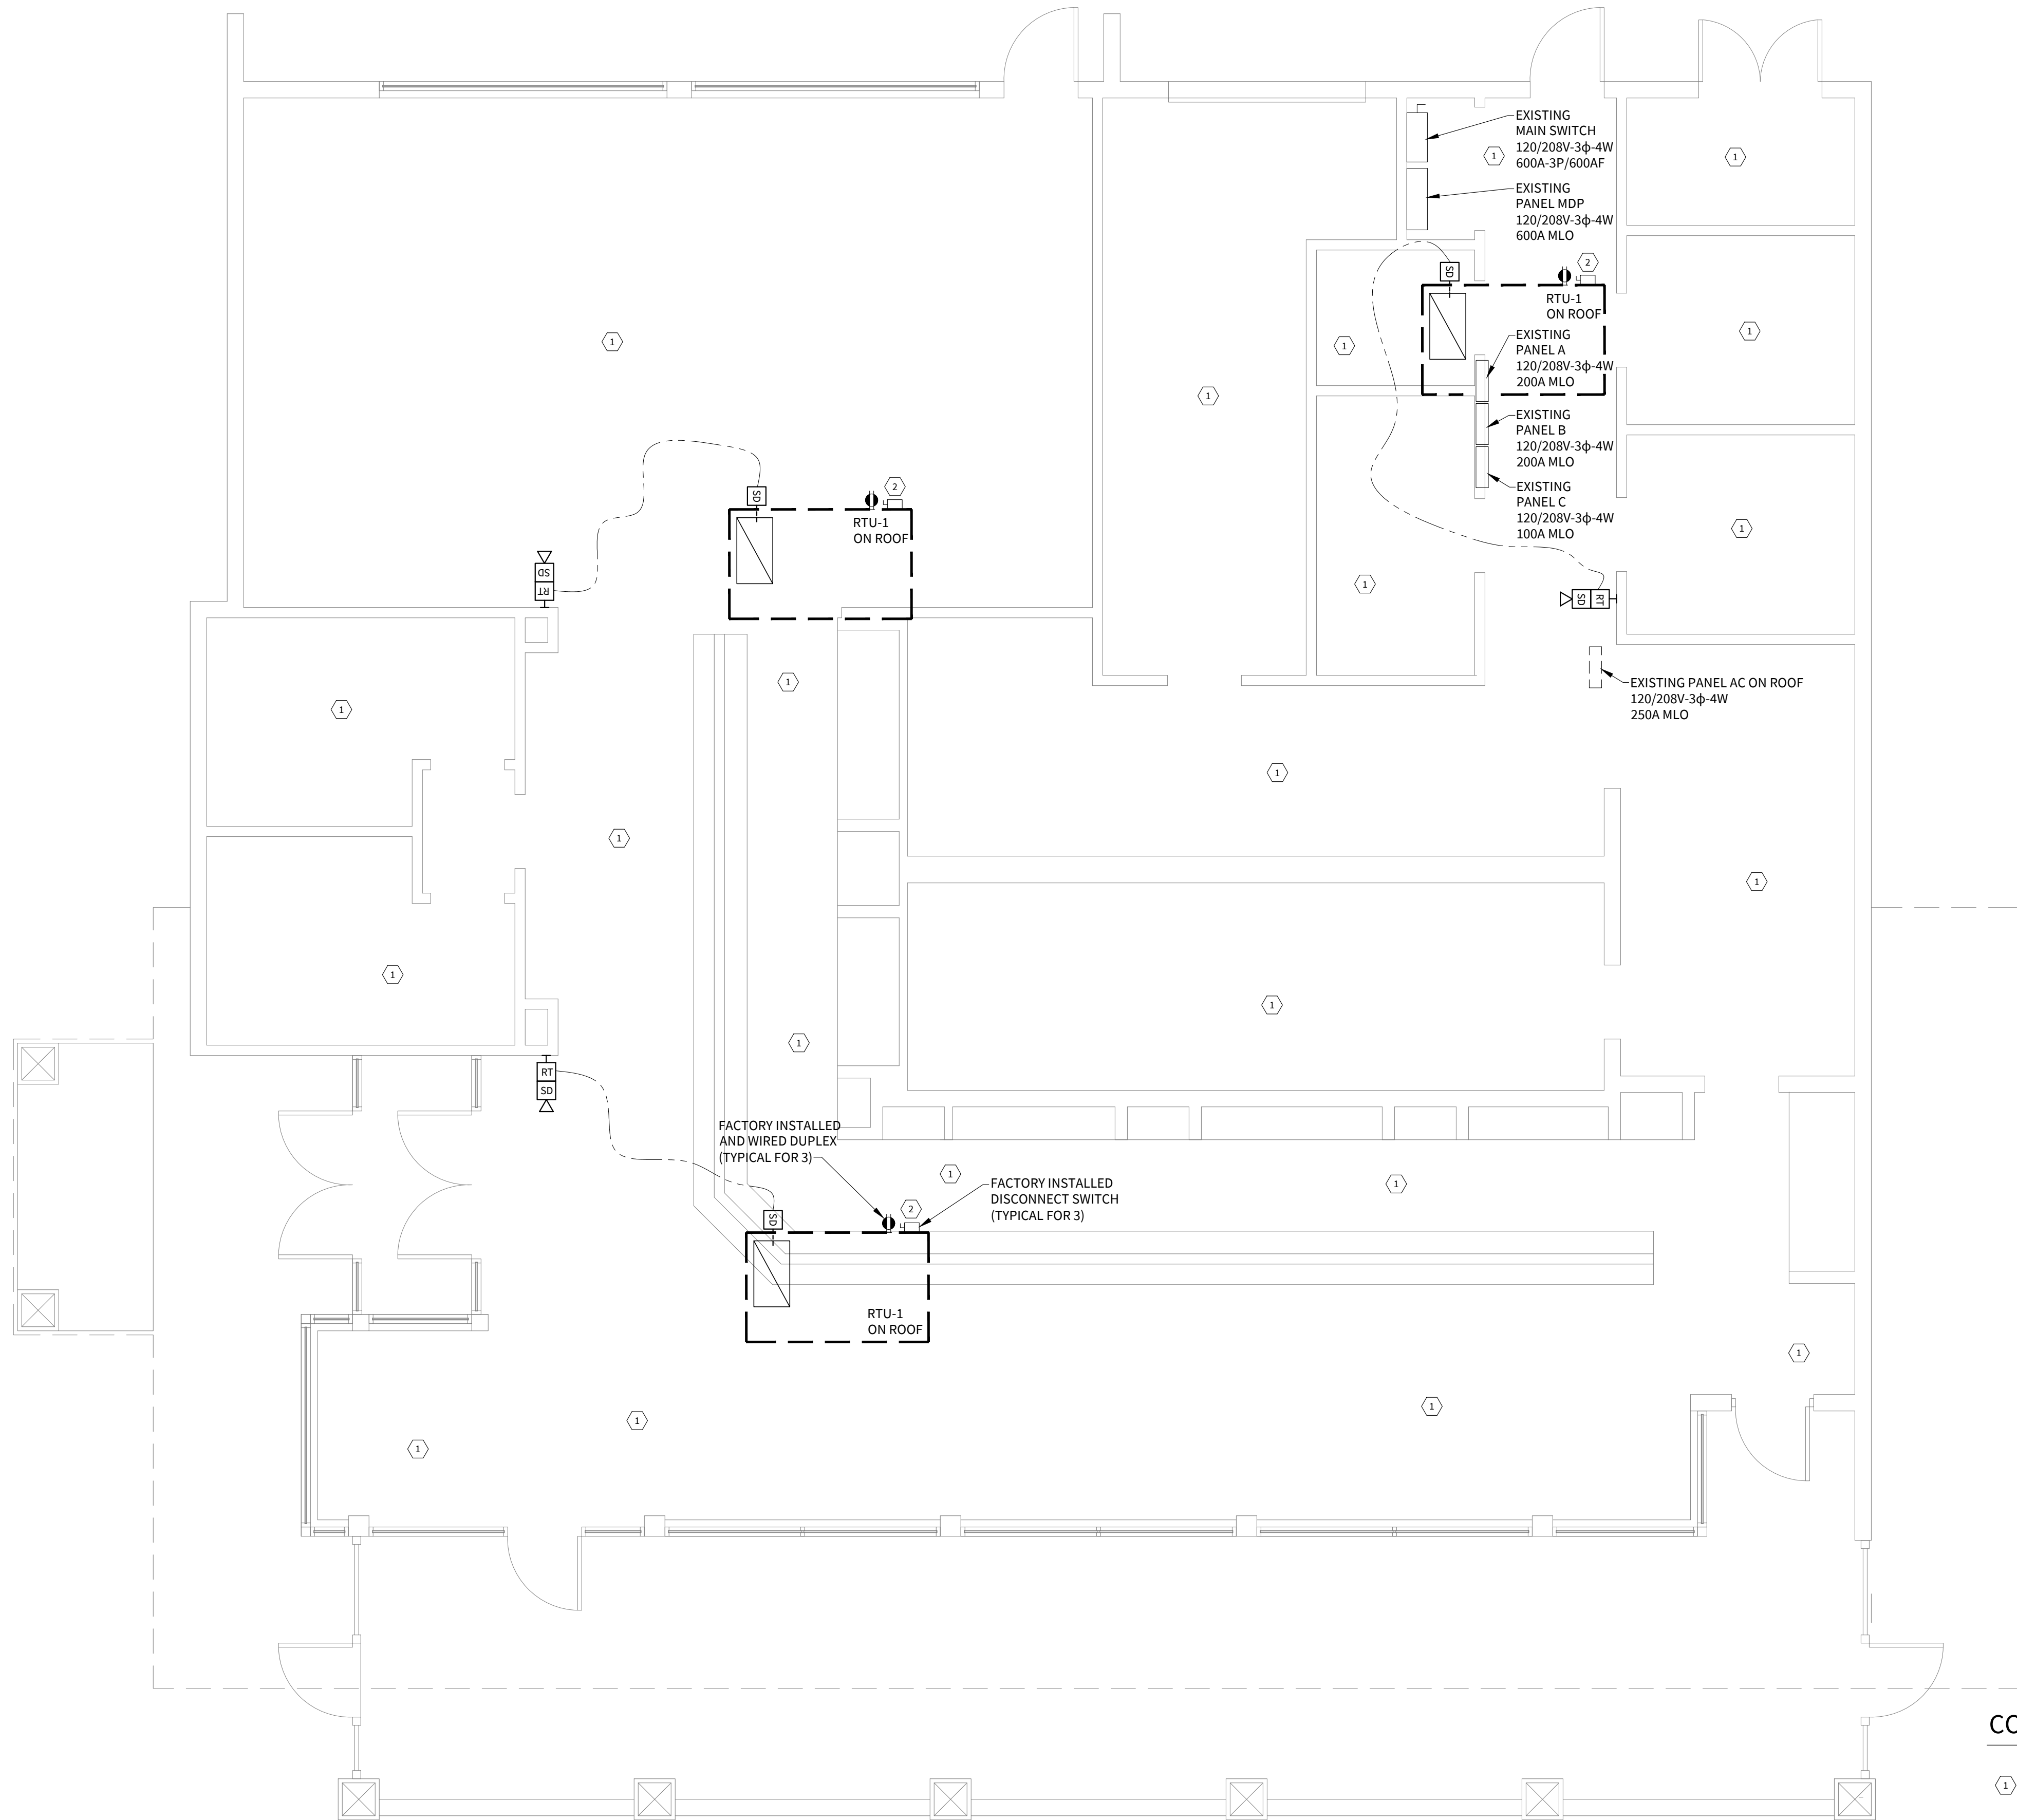 EXISTING
MAIN SWITCH
120/208V-3ϕ-4W
600A-3P/600AF
1
1
EXISTING
PANEL MDP
120/208V-3ϕ-4W
600A MLO
SD
2
RTU-1
ON ROOF
1
1
1
EXISTING
PANEL A
120/208V-3ϕ-4W
200A MLO
1
EXISTING
PANEL B
120/208V-3ϕ-4W
200A MLO
EXISTING
PANEL C
120/208V-3ϕ-4W
100A MLO
SD
2
RTU-1
ON ROOF
1
SD
RT
1
SD
RT
1
1
EXISTING PANEL AC ON ROOF
120/208V-3ϕ-4W
250A MLO
1
1
1
1
1
1
1
RT
SD
FACTORY INSTALLED
AND WIRED DUPLEX
(TYPICAL FOR 3)
1
1
FACTORY INSTALLED
DISCONNECT SWITCH
(TYPICAL FOR 3)
SD
2
RTU-1
ON ROOF
1
1
1
1
CO
1